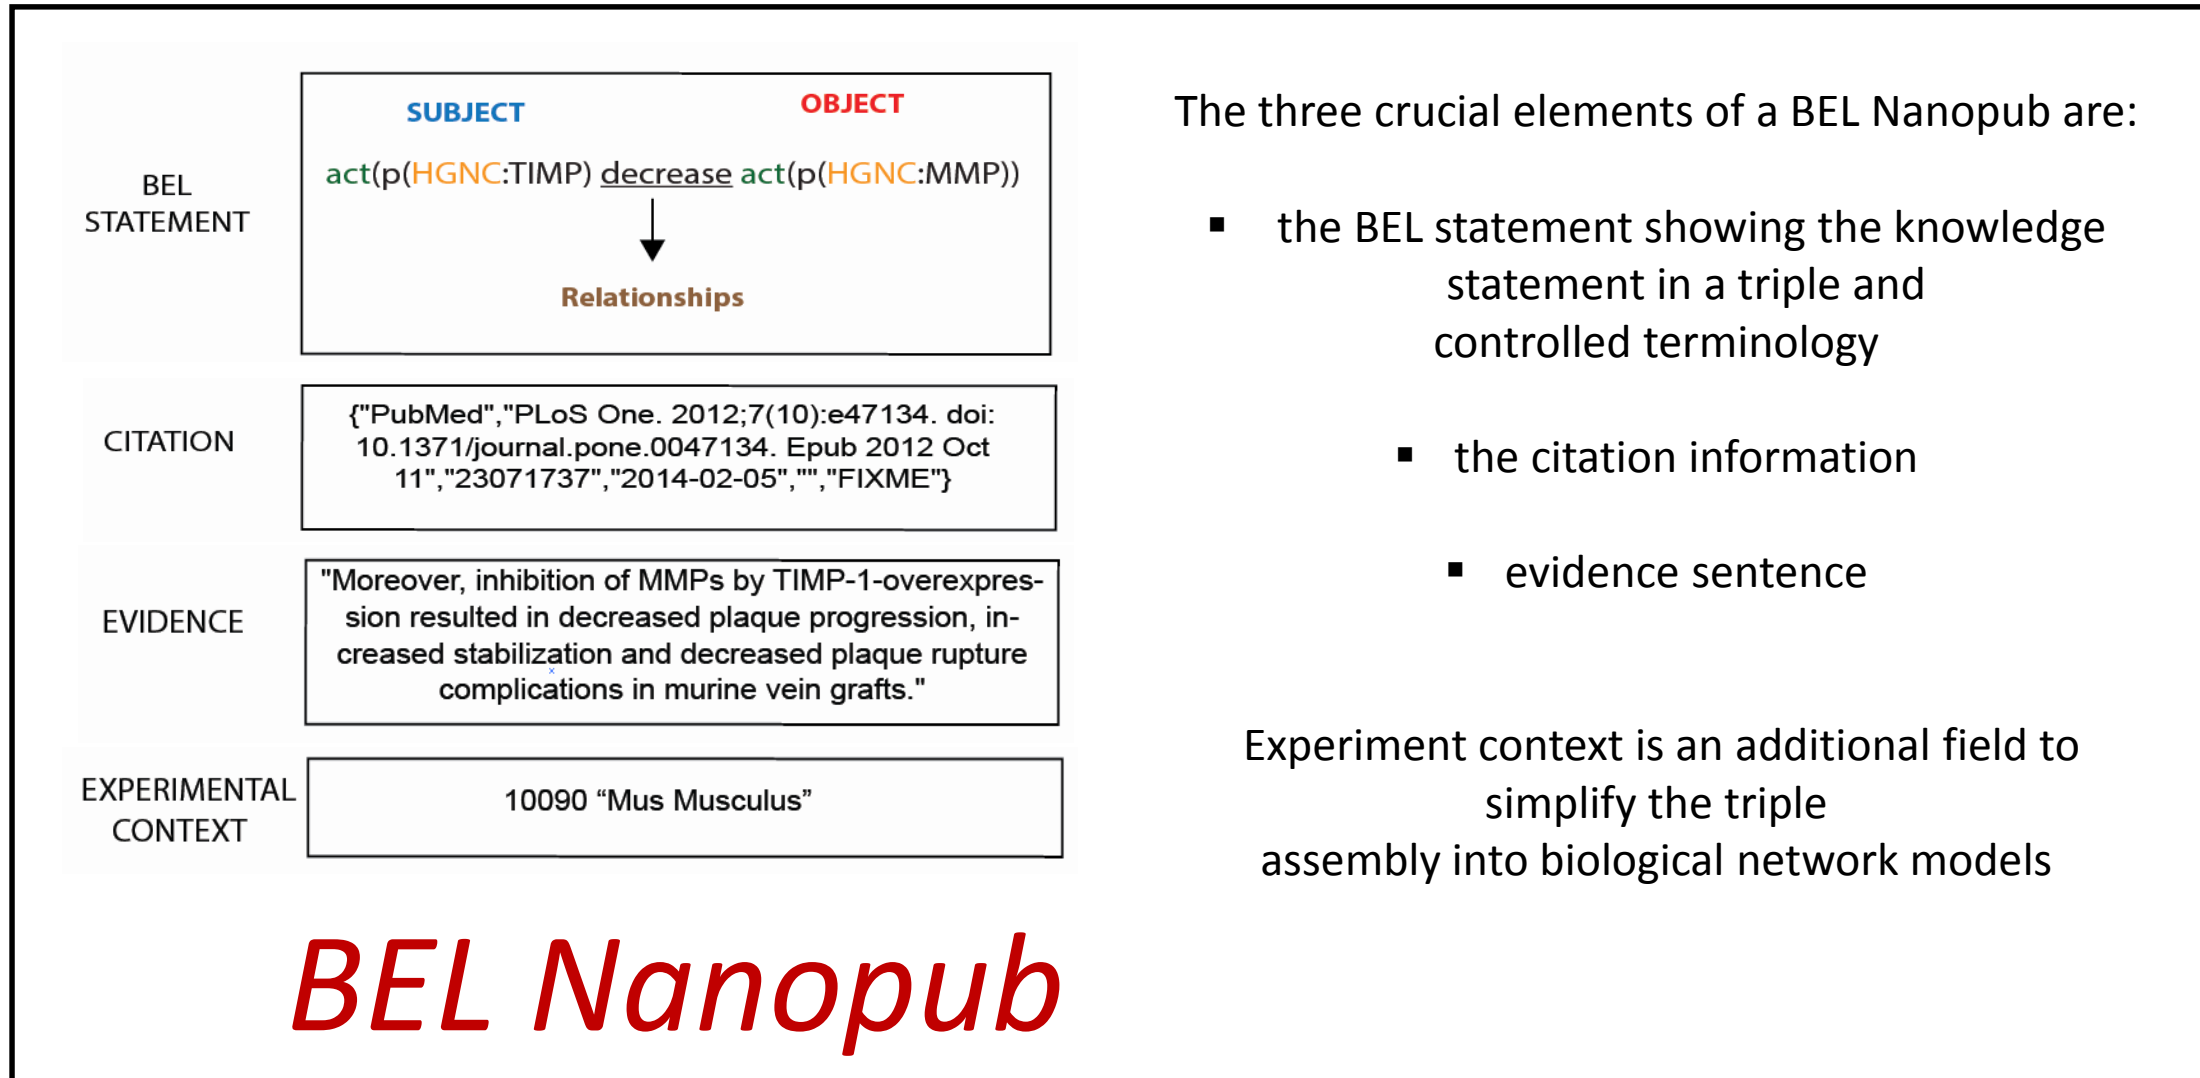 SUBJECT OBJECT
BEL
STATEMENT
act(p(HGNC:TIMP) decrease act(p(HGNC:MMP))
Relationships
CITATION
{"PubMed","PLoS One. 2012;7(10):e47134. doi:
10.1371/journal.pone.0047134. Epub 2012 Oct
11","23071737","2014-02-05","","FIXME"}
EVIDENCE
"Moreover, inhibition of MMPs by TIMP-1-overexpres-
sion resulted in decreased plaque progression, in-
creased stabilization and decreased plaque rupture
complications in murine vein grafts."
EXPERIMENTAL
CONTEXT
10090 “Mus Musculus”
BEL Nanopub
The three crucial elements of a BEL Nanopub are:
▪ the BEL statement showing the knowledge
statement in a triple and
controlled terminology
▪ the citation information
▪ evidence sentence
Experiment context is an additional field to
simplify the triple
assembly into biological network models